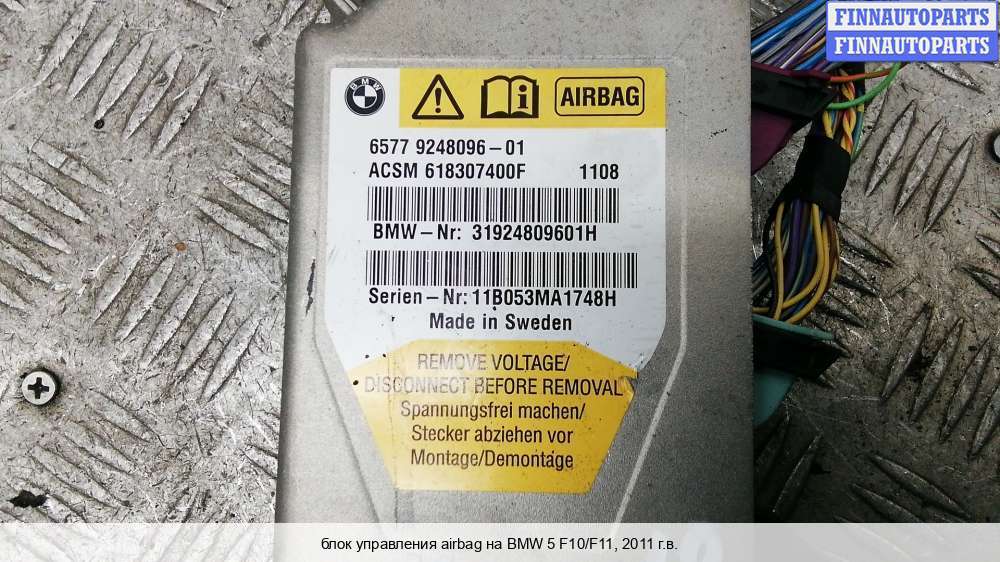 FINNAUTOPARTS
FINNAUTOPARTS
BMW
AIRBAG
6577 9248096-01
ACSM 618307400F 1108
BMW-Nr: 31924809601H
Serien-Nr: 11B053MA1748H
Made in Sweden
REMOVE VOLTAGE/
DISCONNECT BEFORE REMOVAL
Spannungsfrei machen/
Stecker abziehen vor
Montage/Demontage
блок управления airbag на BMW 5 F10/F11, 2011 г.в.